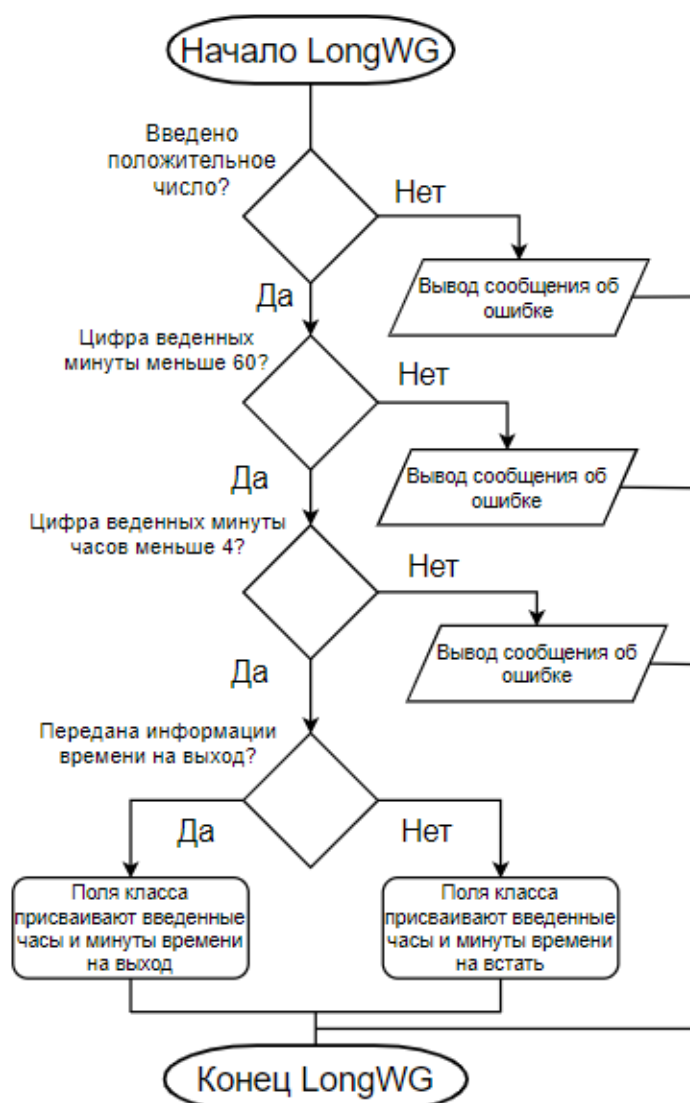 Начало LongWG
Введено
положительное
число?
Нет
Вывод сообщения об
ошибке
Да
Цифра веденных
минуты меньше 60?
Нет
Вывод сообщения об
ошибке
Да
Цифра веденных минуты
часов меньше 4?
Нет
Вывод сообщения об
ошибке
Да
Передана информации
времени на выход?
Да
Нет
Поля класса
присваивают введенные
часы и минуты времени
на выход
Поля класса
присваивают введенные
часы и минуты времени
на встать
Конец LongWG